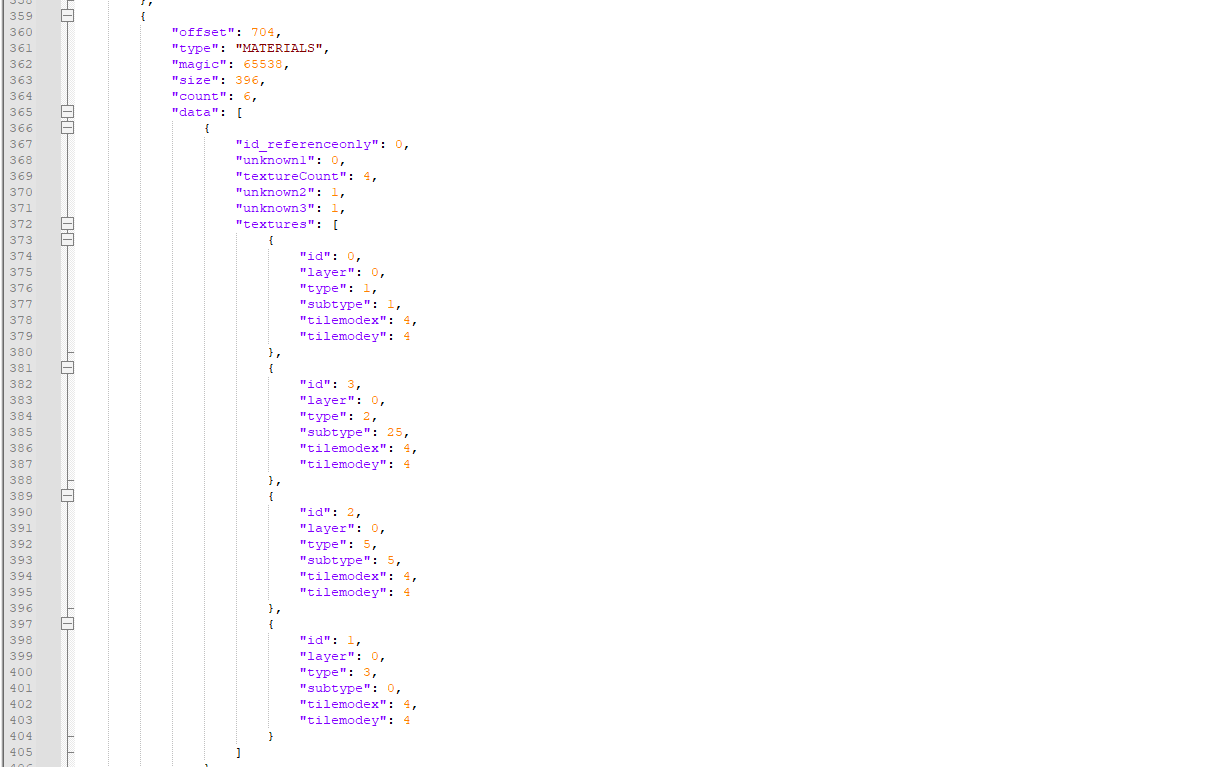 358 },
359 {
360 "offset": 704,
361 "type": "MATERIALS",
362 "magic": 65538,
363 "size": 396,
364 "count": 6,
365 "data": [
366 {
367 "id_referenceonly": 0,
368 "unknown1": 0,
369 "textureCount": 4,
370 "unknown2": 1,
371 "unknown3": 1,
372 "textures": [
373 {
374 "id": 0,
375 "layer": 0,
376 "type": 1,
377 "subtype": 1,
378 "tilemodex": 4,
379 "tilemodey": 4
380 },
381 {
382 "id": 3,
383 "layer": 0,
384 "type": 2,
385 "subtype": 25,
386 "tilemodex": 4,
387 "tilemodey": 4
388 },
389 {
390 "id": 2,
391 "layer": 0,
392 "type": 5,
393 "subtype": 5,
394 "tilemodex": 4,
395 "tilemodey": 4
396 },
397 {
398 "id": 1,
399 "layer": 0,
400 "type": 3,
401 "subtype": 0,
402 "tilemodex": 4,
403 "tilemodey": 4
404 }
405 ]